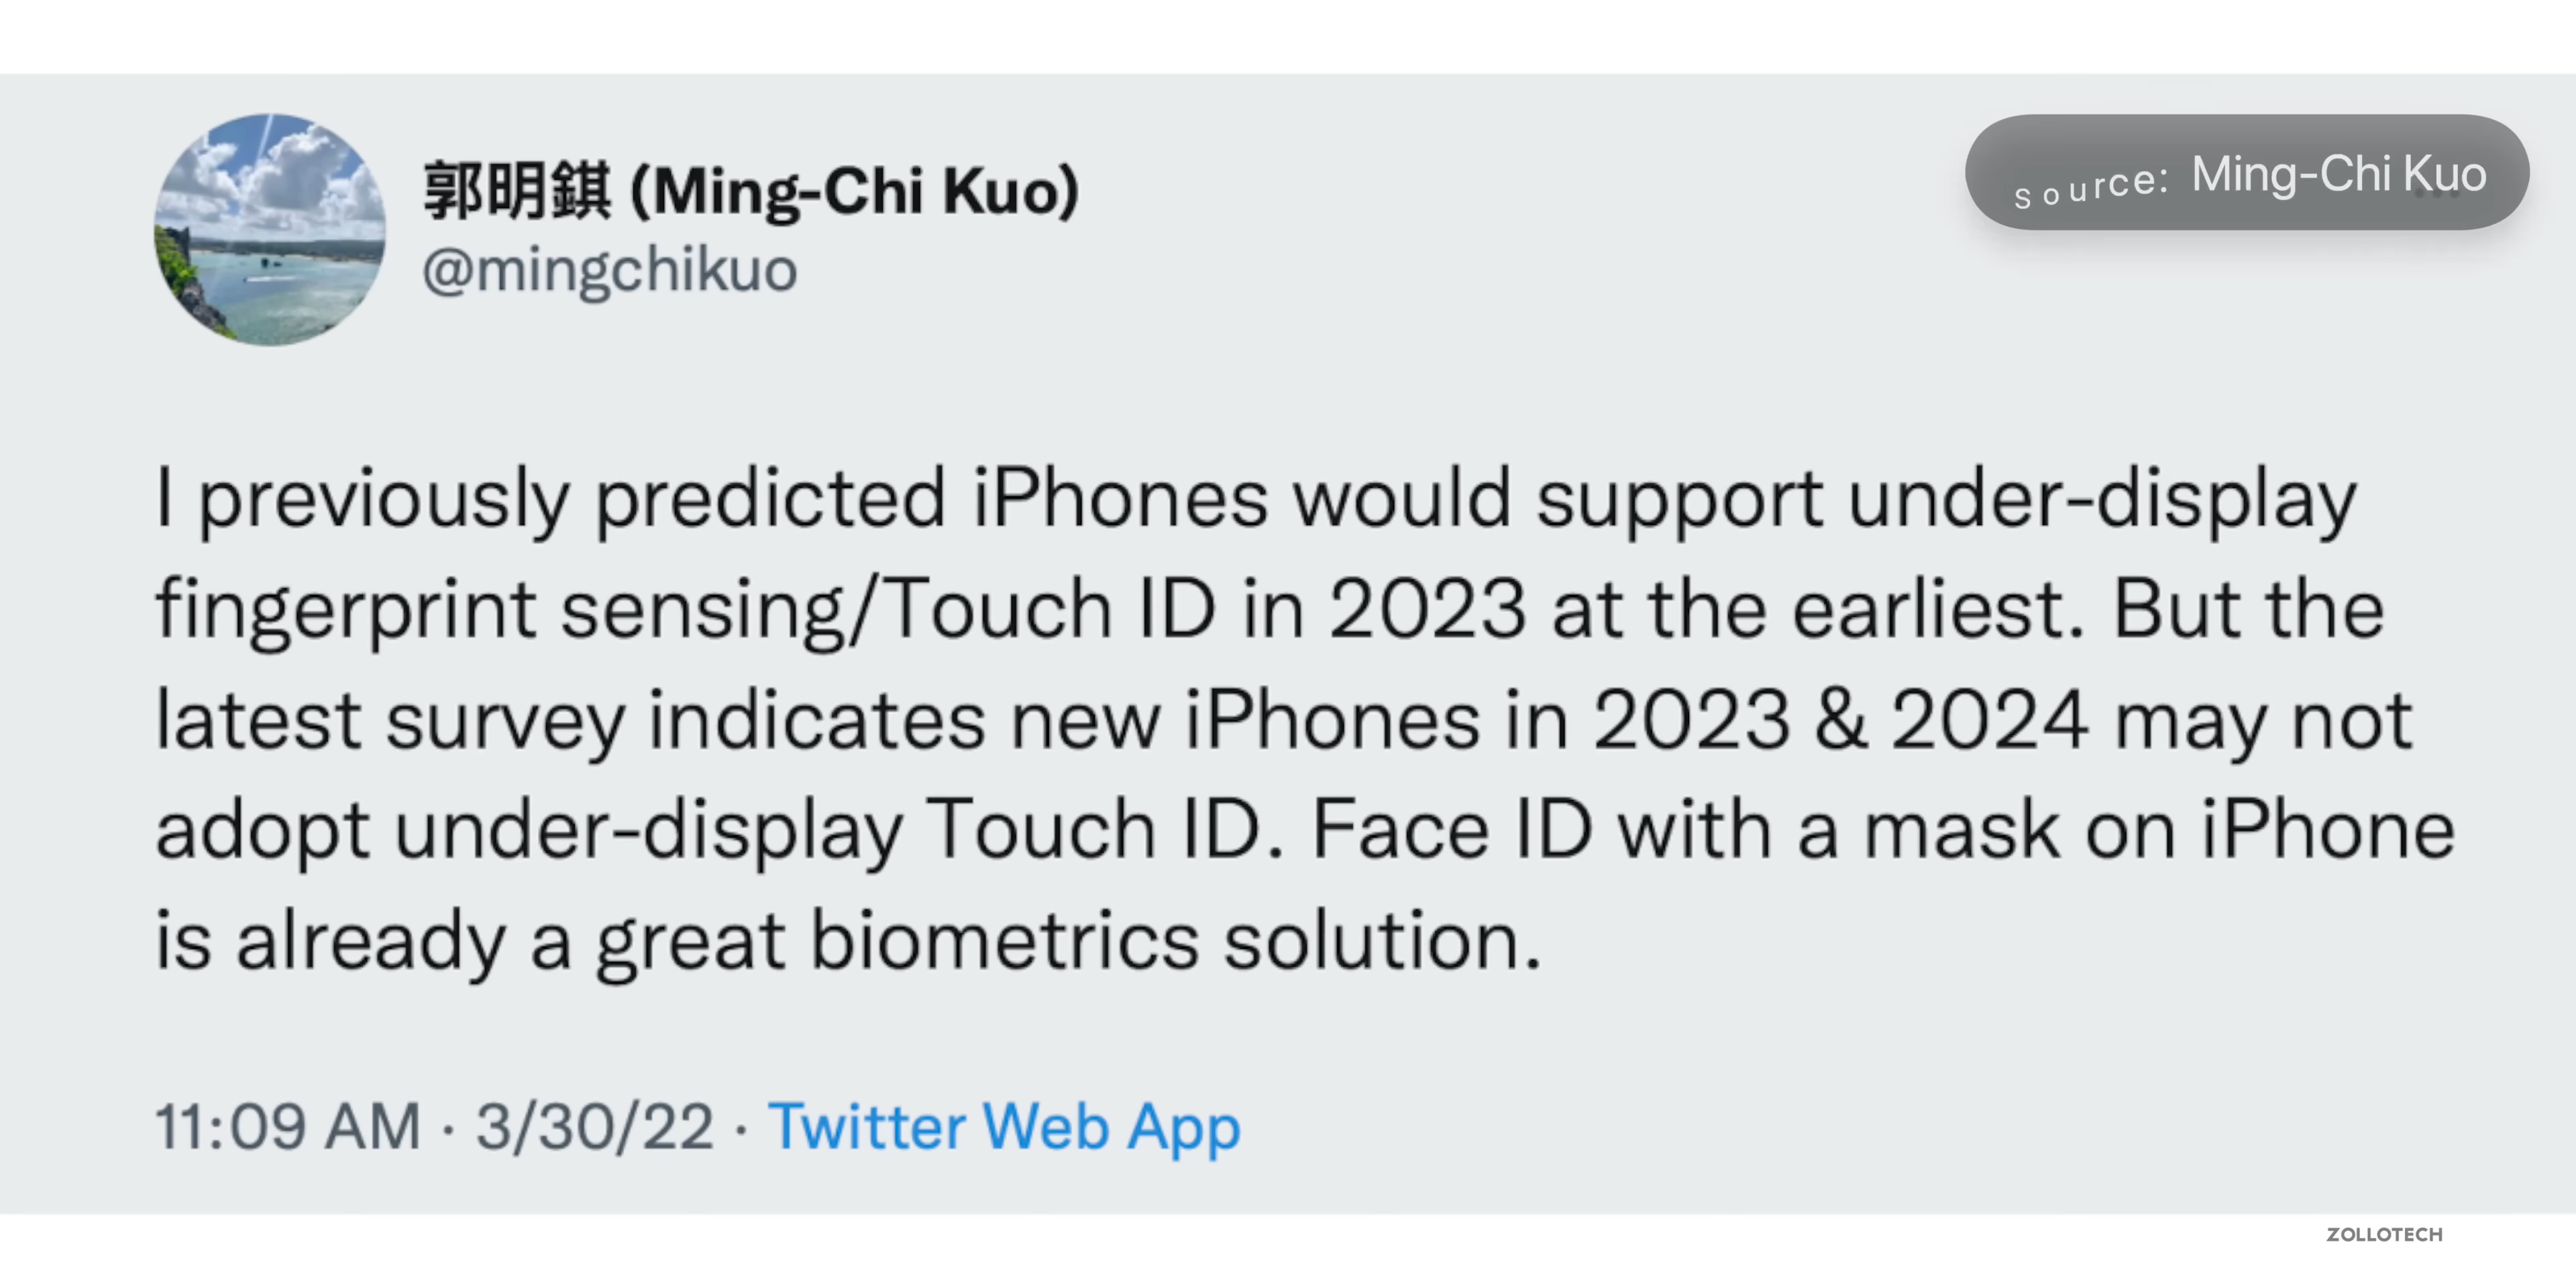 郭明錤 (Ming-Chi Kuo)
@mingchikuo
source: Ming-Chi Kuo
I previously predicted iPhones would support under-display
fingerprint sensing/Touch ID in 2023 at the earliest. But the
latest survey indicates new iPhones in 2023 & 2024 may not
adopt under-display Touch ID. Face ID with a mask on iPhone
is already a great biometrics solution.
11:09 AM · 3/30/22 · Twitter Web App
ZOLLOTECH